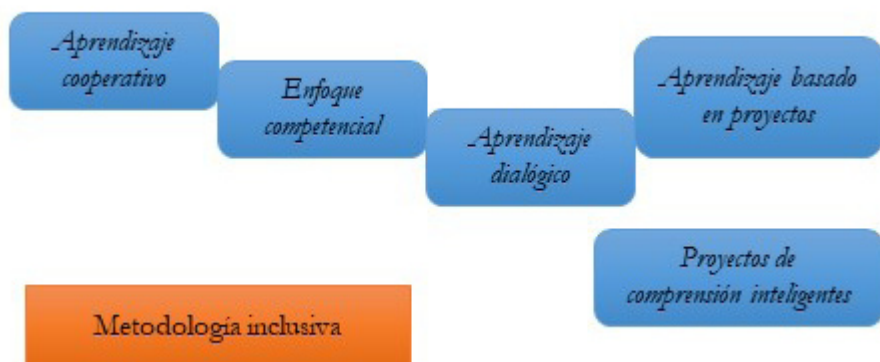 Aprendizaje
cooperativo
Enfoque
competencial
Aprendizaje
dialógico
Aprendizaje basado
en proyectos
Proyectos de
comprensión inteligentes
Metodología inclusiva